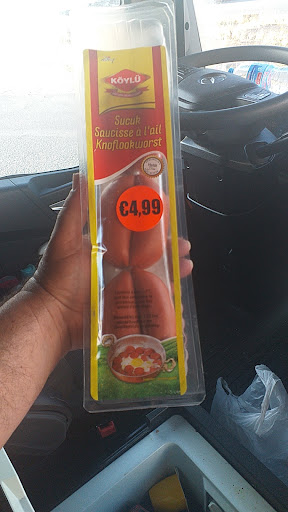 KÖYLÜ
Sucuk
Saucisse à l'ail
Knoflookworst
€4,99